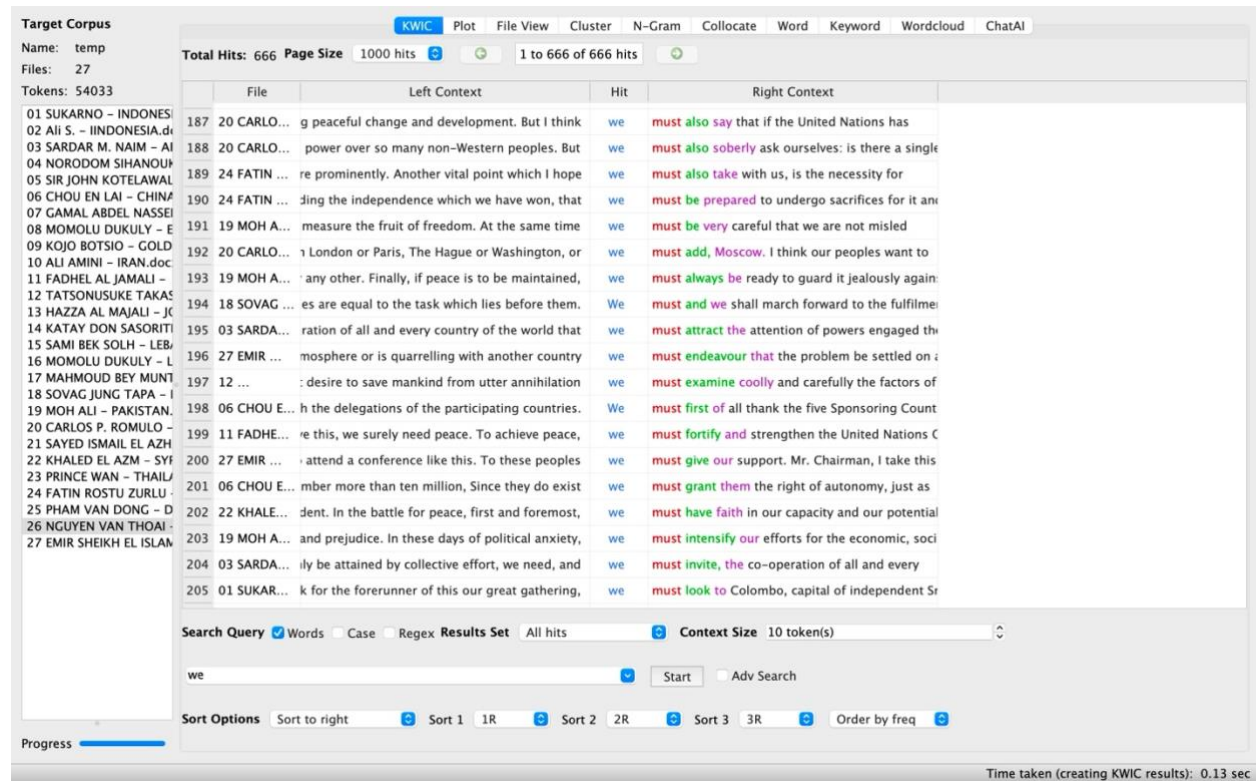 Target Corpus
Name: temp
Files: 27
Tokens: 54033
01 SUKARNO – INDONESI
02 Ali S. – IINDONESIA.d
03 SARDAR M. NAIM – A
04 NORODOM SIHANOUK
05 SIR JOHN KOTELAWAL
06 CHOU EN LAI – CHINA
07 GAMAL ABDEL NASSE
08 MOMOLU DUKULY – E
09 KOJO BOTSIO – GOLD
10 ALI AMINI – IRAN.doc
11 FADHEL AL JAMALI –
12 TATSONUSUKE TAKAS
13 HAZZA AL MAJALI – JO
14 KATAY DON SASORITI
15 SAMI BEK SOLH – LEBA
16 MOMOLU DUKULY – L
17 MAHMOUD BEY MUNT
18 SOVAG JUNG TAPA –
19 MOH ALI – PAKISTAN.
20 CARLOS P. ROMULO –
21 SAYED ISMAIL EL AZH
22 KHALED EL AZM – SY
23 PRINCE WAN – THAIL
24 FATIN ROSTU ZURLU
25 PHAM VAN DONG – D
26 NGUYEN VAN THOAI –
27 EMIR SHEIKH EL ISLAM
Progress
KWIC Plot File View Cluster N-Gram Collocate Word Keyword Wordcloud ChatAI
Total Hits: 666 Page Size 1000 hits 1 to 666 of 666 hits
File Left Context Hit Right Context
187 20 CARLO... g peaceful change and development. But I think we must also say that if the United Nations has
188 20 CARLO... power over so many non-Western peoples. But we must also soberly ask ourselves: is there a single
189 24 FATIN ... re prominently. Another vital point which I hope we must also take with us, is the necessity for
190 24 FATIN ... ding the independence which we have won, that we must be prepared to undergo sacrifices for it and
191 19 MOH A... measure the fruit of freedom. At the same time we must be very careful that we are not misled
192 20 CARLO... n London or Paris, The Hague or Washington, or we must add, Moscow. I think our peoples want to
193 19 MOH A... any other. Finally, if peace is to be maintained, we must always be ready to guard it jealously again
194 18 SOVAG ... es are equal to the task which lies before them. We must and we shall march forward to the fulfilme
195 03 SARDA... ration of all and every country of the world that we must attract the attention of powers engaged the
196 27 EMIR ... mosphere or is quarrelling with another country we must endeavour that the problem be settled on a
197 12 ... : desire to save mankind from utter annihilation we must examine coolly and carefully the factors of
198 06 CHOU E... h the delegations of the participating countries. We must first of all thank the five Sponsoring Count
199 11 FADHE... ve this, we surely need peace. To achieve peace, we must fortify and strengthen the United Nations C
200 27 EMIR ... attend a conference like this. To these peoples we must give our support. Mr. Chairman, I take this
201 06 CHOU E... mber more than ten million, Since they do exist we must grant them the right of autonomy, just as
202 22 KHALE... dent. In the battle for peace, first and foremost, we must have faith in our capacity and our potential
203 19 MOH A... and prejudice. In these days of political anxiety, we must intensify our efforts for the economic, soci
204 03 SARDA... ly be attained by collective effort, we need, and we must invite, the co-operation of all and every
205 01 SUKAR... k for the forerunner of this our great gathering, we must look to Colombo, capital of independent Sr
Search Query Words Case Regex Results Set All hits Context Size 10 token(s)
we Start Adv Search
Sort Options Sort to right Sort 1 1R Sort 2 2R Sort 3 3R Order by freq
Time taken (creating KWIC results): 0.13 sec